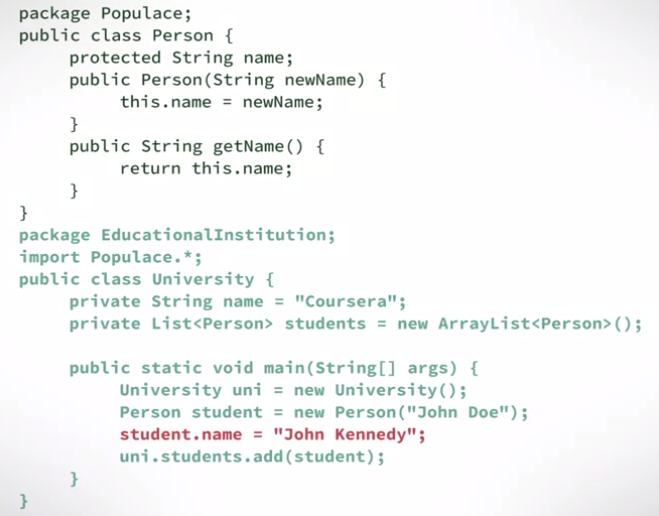 package Populace;
public class Person {
protected String name;
public Person(String newName) {
this.name = newName;
}
public String getName() {
return this.name;
}
}
package EducationalInstitution;
import Populace.*;
public class University {
private String name = "Coursera";
private List<Person> students = new ArrayList<Person>();
public static void main(String[] args) {
University uni = new University();
Person student = new Person("John Doe");
student.name = "John Kennedy";
uni.students.add(student);
}
}